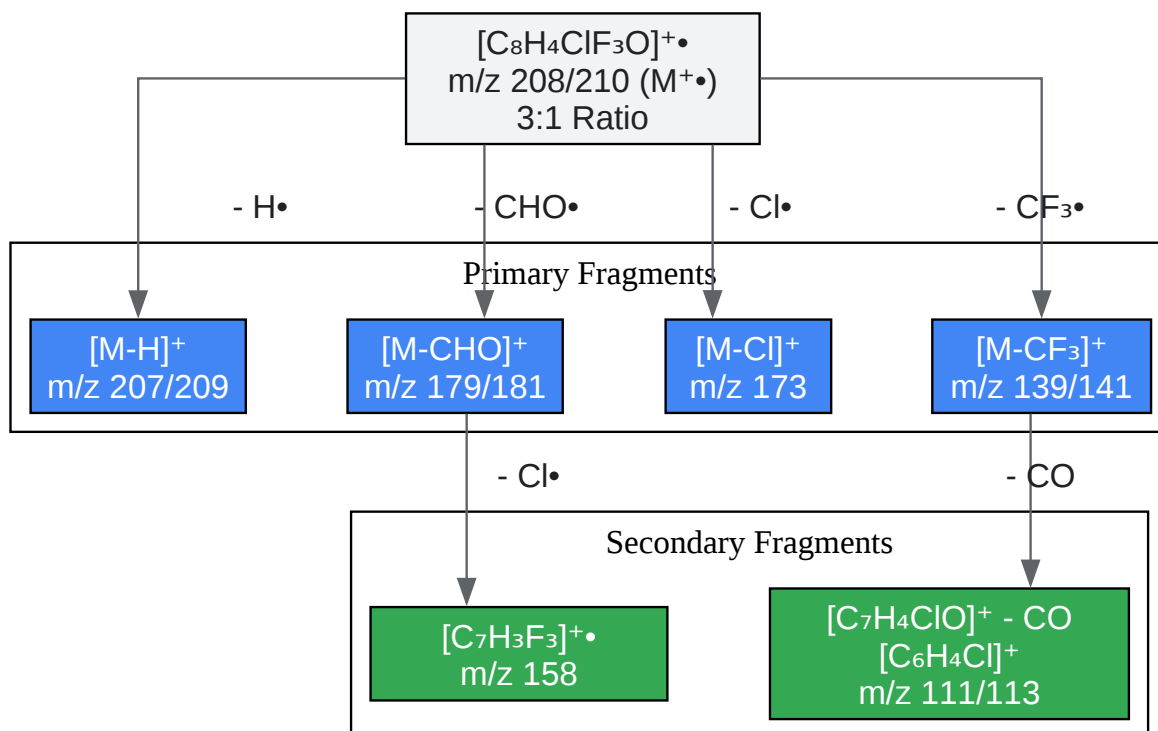 [C₈H₄ClF₃O]⁺•
m/z 208/210 (M⁺•)
3:1 Ratio
- H•
- CHO•
- Cl•
- CF₃•
Primary Fragments
[M-H]⁺
m/z 207/209
[M-CHO]⁺
m/z 179/181
[M-Cl]⁺
m/z 173
[M-CF₃]⁺
m/z 139/141
- Cl•
- CO
Secondary Fragments
[C₇H₃F₃]⁺•
m/z 158
[C₇H₄ClO]⁺ - CO
[C₆H₄Cl]⁺
m/z 111/113